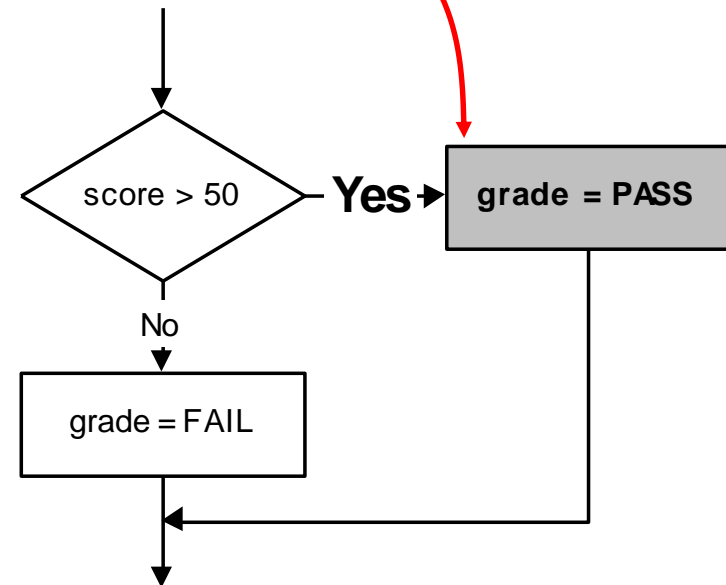 score > 50
Yes
grade = PASS
No
grade = FAIL